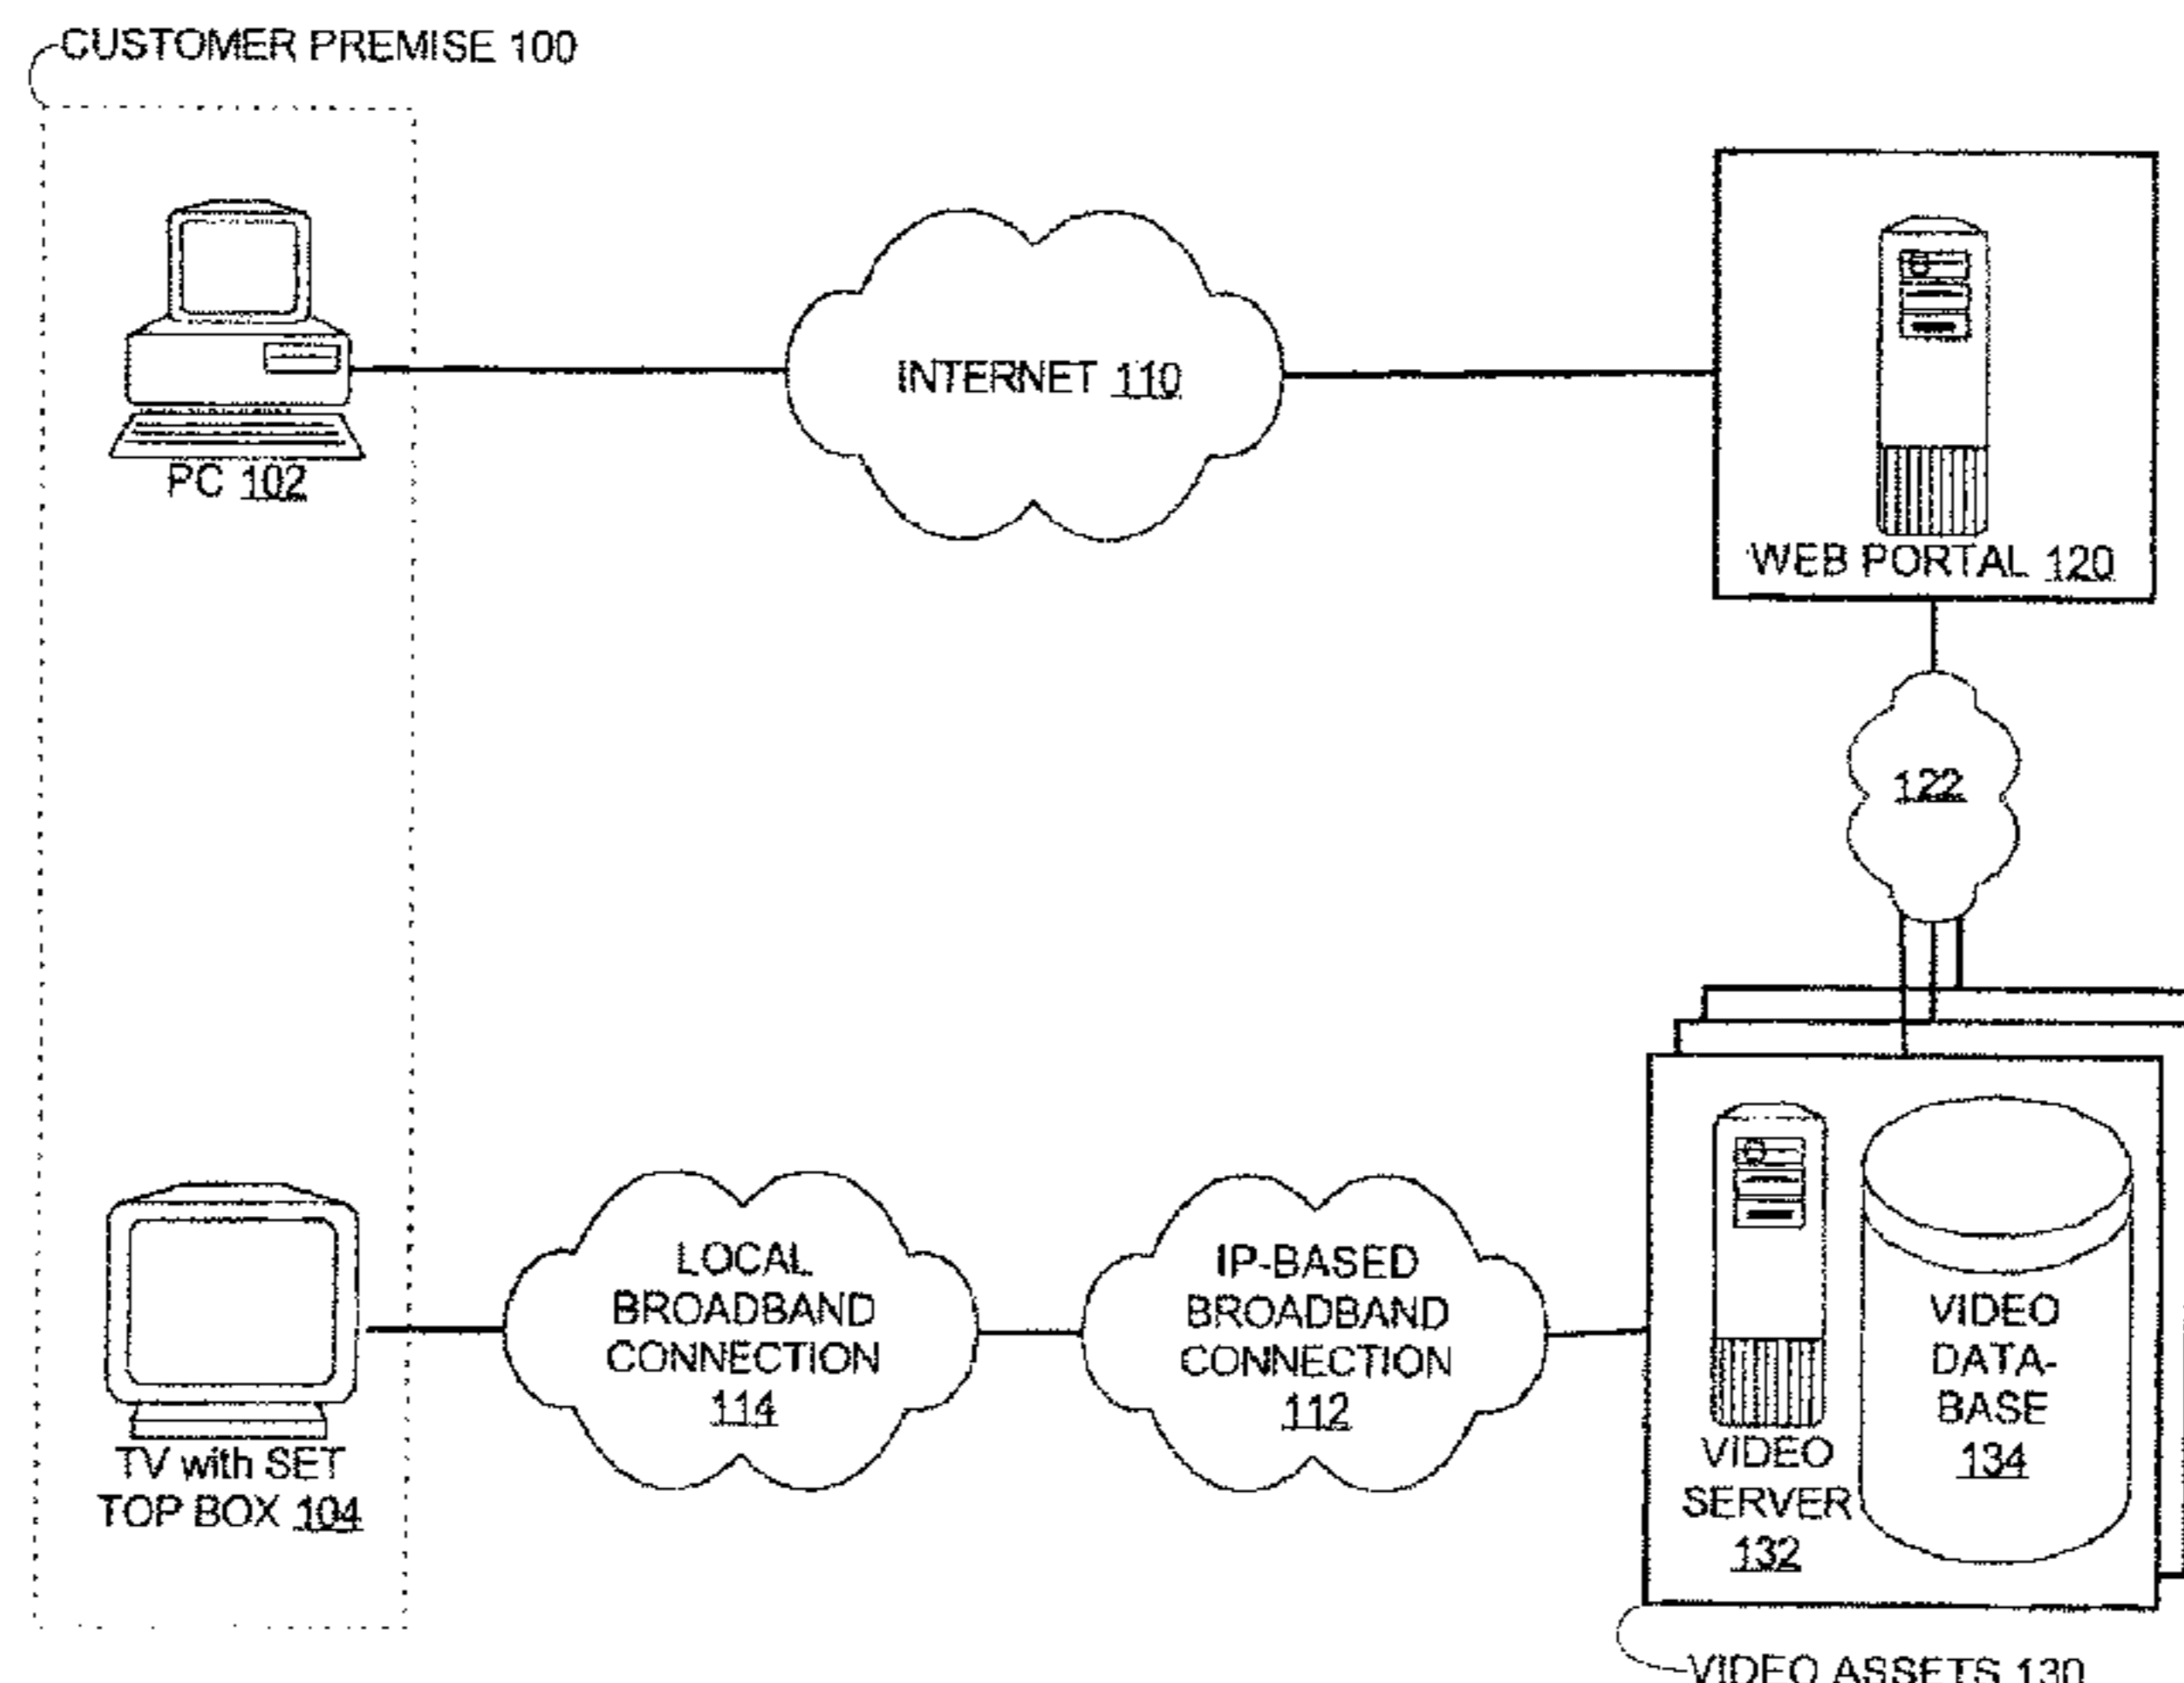 CUSTOMER PREMISE 100
PC 102
INTERNET 110
WEB PORTAL 120
122
TV with SET
TOP BOX 104
LOCAL
BROADBAND
CONNECTION
114
IP-BASED
BROADBAND
CONNECTION
112
VIDEO
SERVER
132
VIDEO
DATA-
BASE
134
VIDEO ASSETS 130